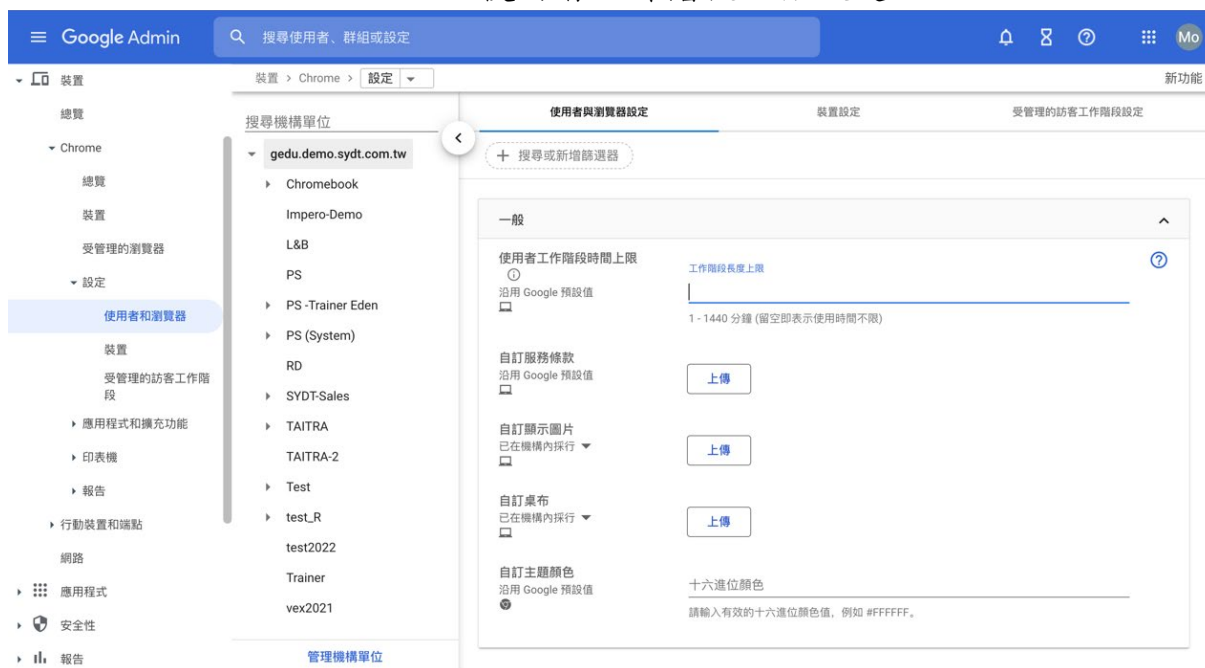 Google Admin
搜尋使用者、群組或設定
Mo
裝置
總覽
Chrome
總覽
裝置
受管理的瀏覽器
設定
使用者和瀏覽器
裝置
受管理的訪客工作階
段
應用程式和擴充功能
印表機
報告
行動裝置和端點
網路
應用程式
安全性
報告
裝置 > Chrome > 設定
新功能
搜尋機構單位
gedu.demo.sydt.com.tw
Chromebook
Impero-Demo
L&B
PS
PS -Trainer Eden
PS (System)
RD
SYDT-Sales
TAITRA
TAITRA-2
Test
test_R
test2022
Trainer
vex2021
管理機構單位
使用者與瀏覽器設定
裝置設定
受管理的訪客工作階段設定
搜尋或新增篩選器
一般
使用者工作階段時間上限
沿用 Google 預設值
工作階段長度上限
1 - 1440 分鐘 (留空即表示使用時間不限)
自訂服務條款
沿用 Google 預設值
上傳
自訂顯示圖片
已在機構內採行
上傳
自訂桌布
已在機構內採行
上傳
自訂主題顏色
沿用 Google 預設值
十六進位顏色
請輸入有效的十六進位顏色值，例如 #FFFFFF。